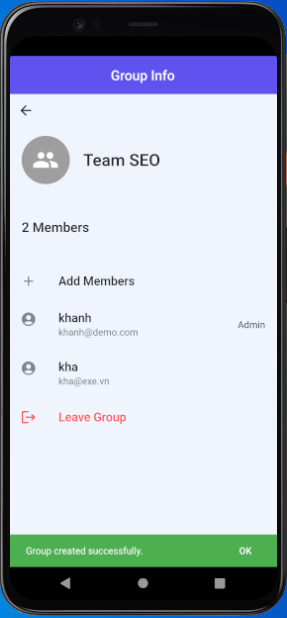 Group Info
Team SEO
2 Members
Add Members
khanh
khanh@demo.com
Admin
kha
kha@exe.vn
Leave Group
Group created successfully.
OK